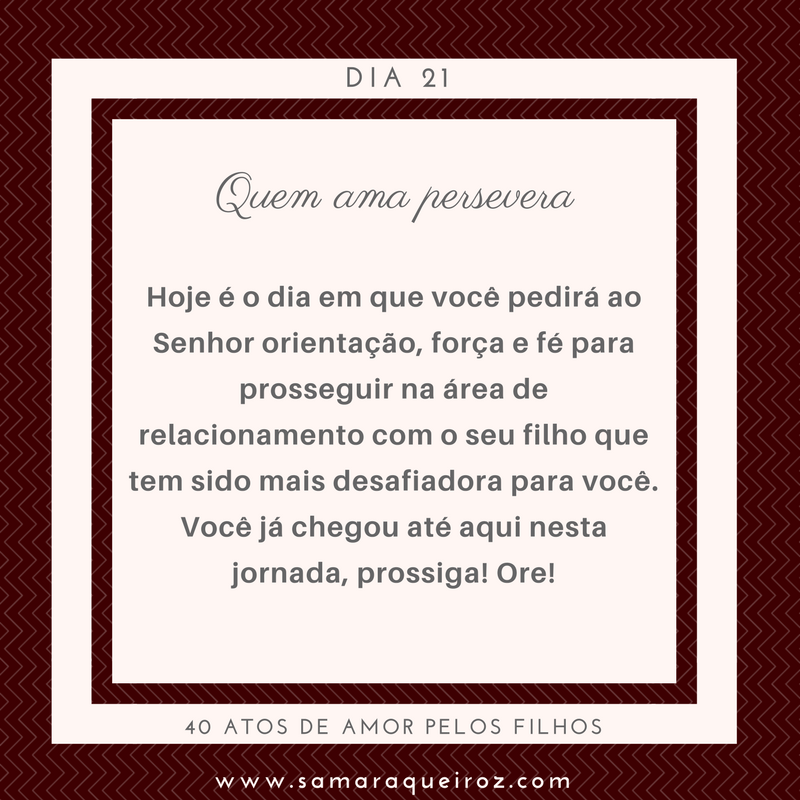 DIA 21
Quem ama persevera
Hoje é o dia em que você pedirá ao
Senhor orientação, força e fé para
prosseguir na área de
relacionamento com o seu filho que
tem sido mais desafiadora para você.
Você já chegou até aqui nesta
jornada, prossiga! Ore!
40 ATOS DE AMOR PELOS FILHOS
www.samaraqueiroz.com